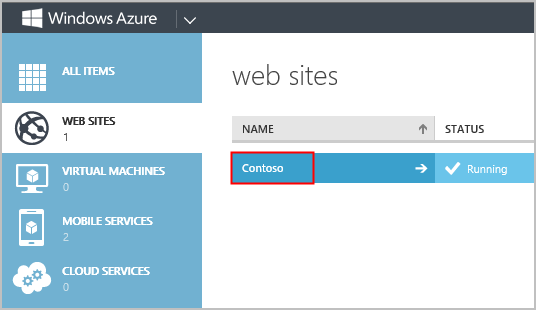 Windows Azure
ALL ITEMS
WEB SITES
1
VIRTUAL MACHINES
0
MOBILE SERVICES
2
CLOUD SERVICES
0
web sites
NAME STATUS
Contoso Running